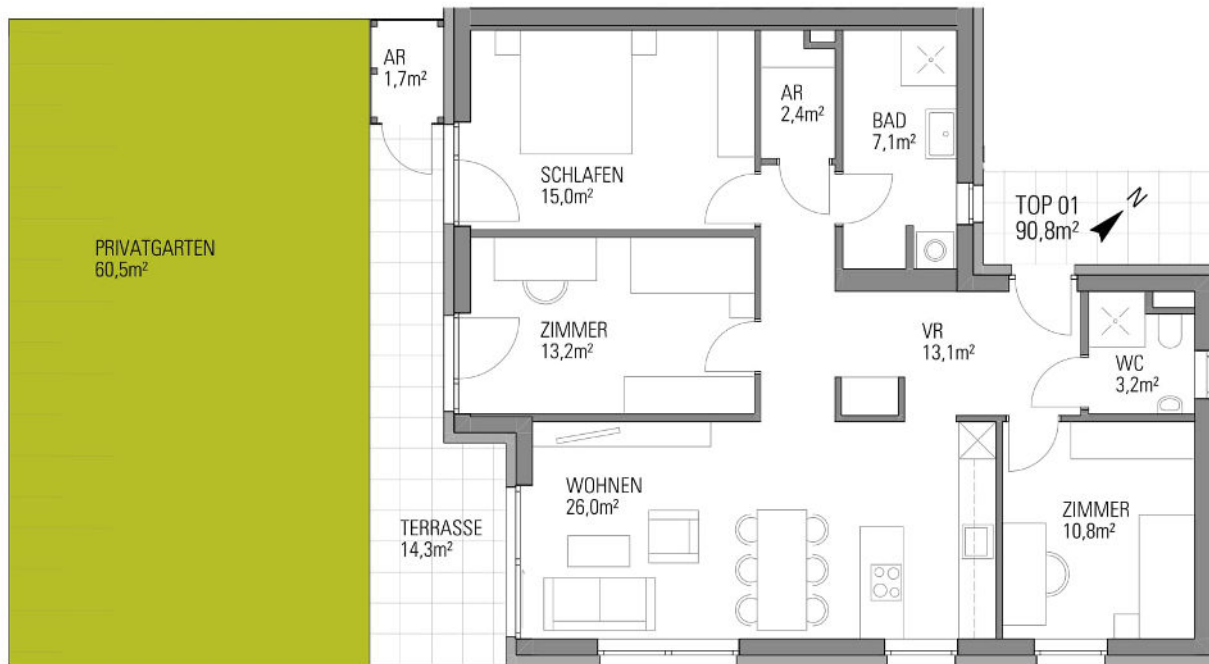 AR
1,7m²
AR
2,4m²
BAD
7,1m²
SCHLAFEN
15,0m²
TOP 01
90,8m²
N
PRIVATGARTEN
60,5m²
ZIMMER
13,2m²
VR
13,1m²
WC
3,2m²
WOHNEN
26,0m²
TERRASSE
14,3m²
ZIMMER
10,8m²